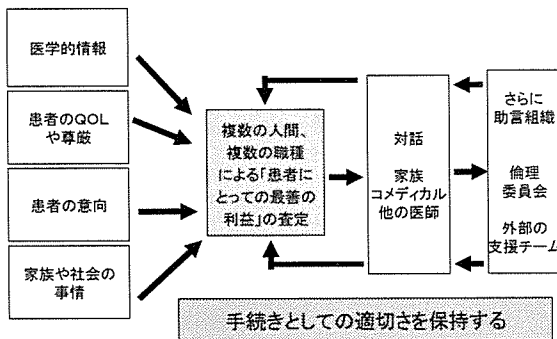 医学的情報
患者のQOL
や尊厳
患者の意向
家族や社会の
事情
複数の人間、
複数の職種
による「患者に
とっての最善の
利益」の査定
対話
家族
コメディカル
他の医師
さらに
助言組織
倫理
委員会
外部の
支援チーム
手続きとしての適切さを保持する